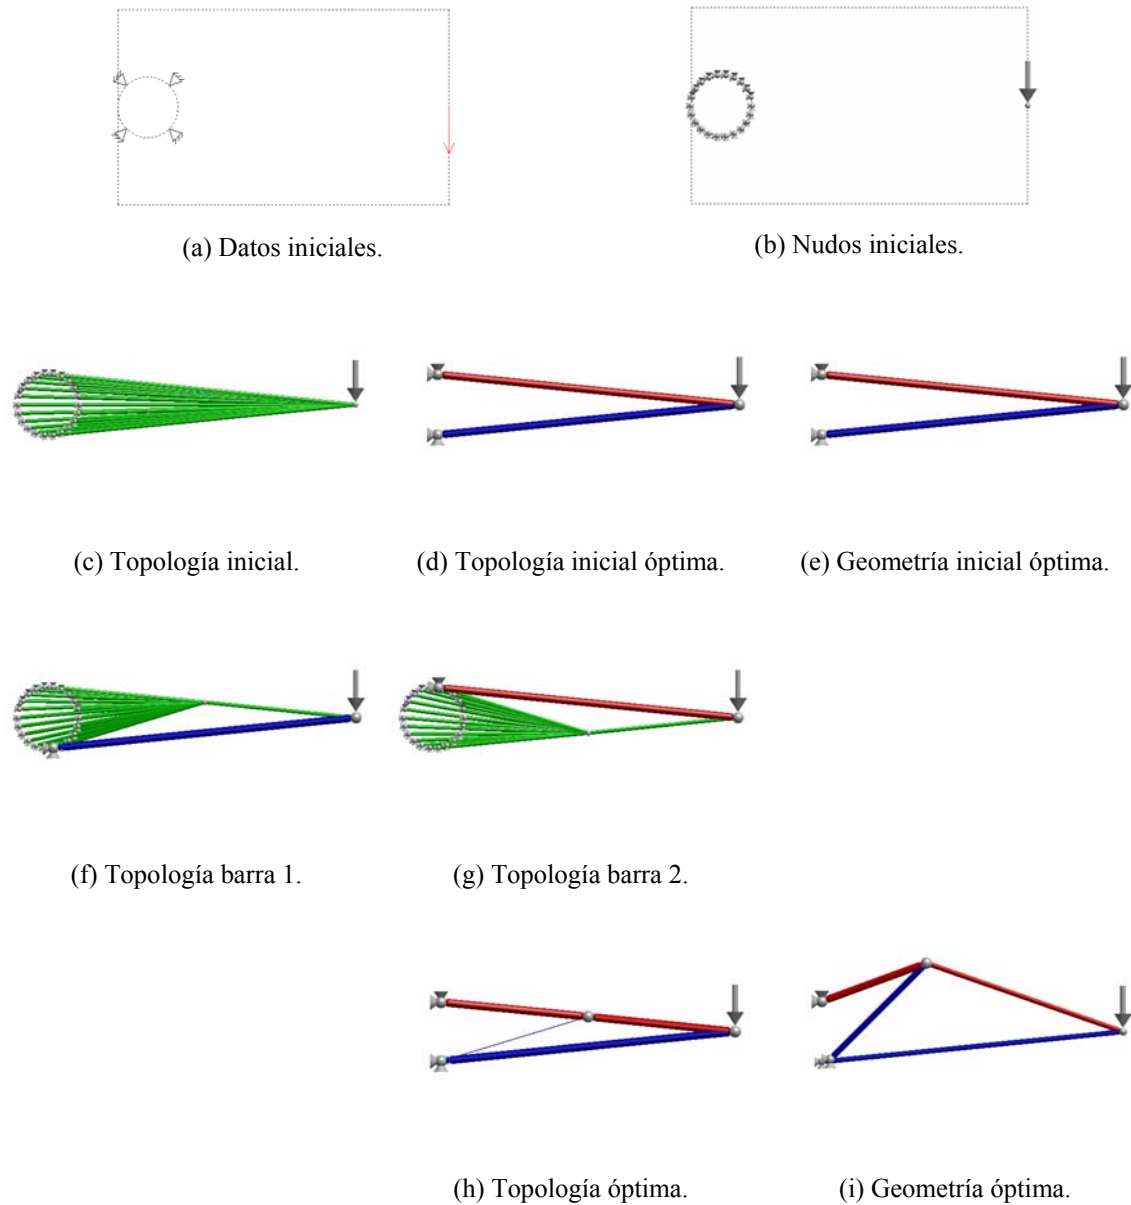 (a) Datos iniciales.
(b) Nudos iniciales.
(c) Topología inicial.
(d) Topología inicial óptima.
(e) Geometría inicial óptima.
(f) Topología barra 1.
(g) Topología barra 2.
(h) Topología óptima.
(i) Geometría óptima.